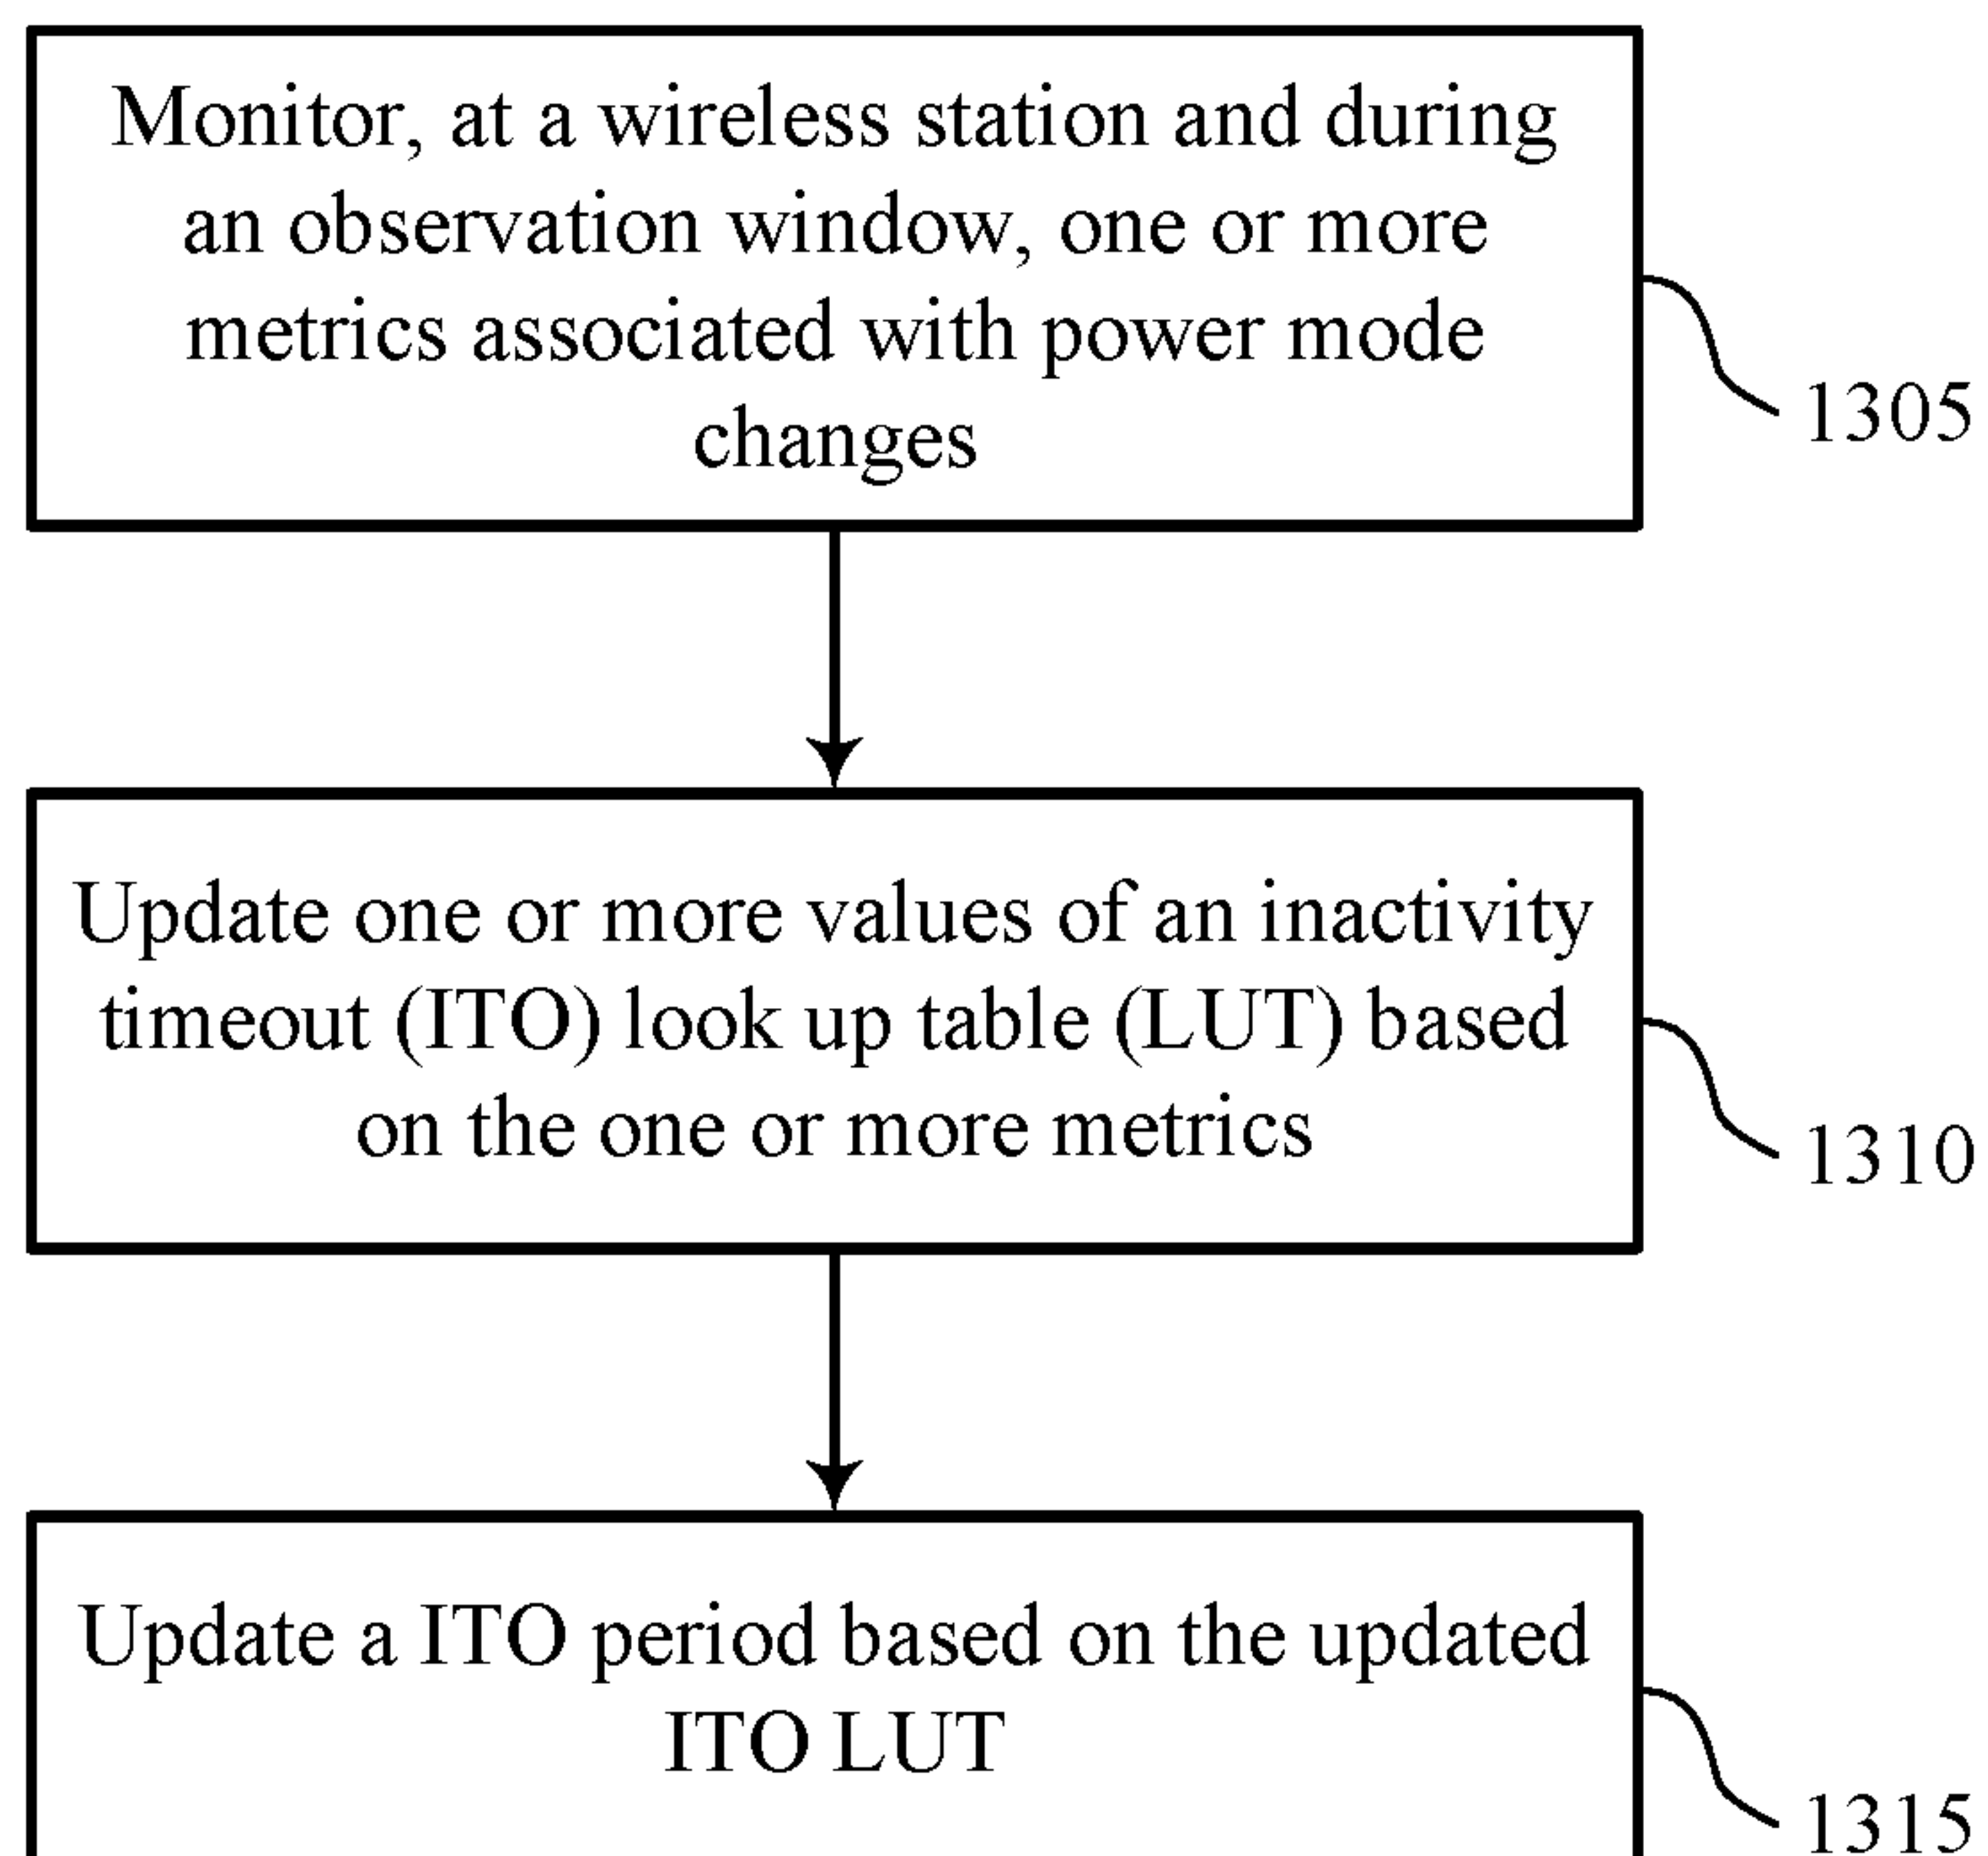 Monitor, at a wireless station and during
an observation window, one or more
metrics associated with power mode
changes
1305
Update one or more values of an inactivity
timeout (ITO) look up table (LUT) based
on the one or more metrics
1310
Update a ITO period based on the updated
ITO LUT
1315